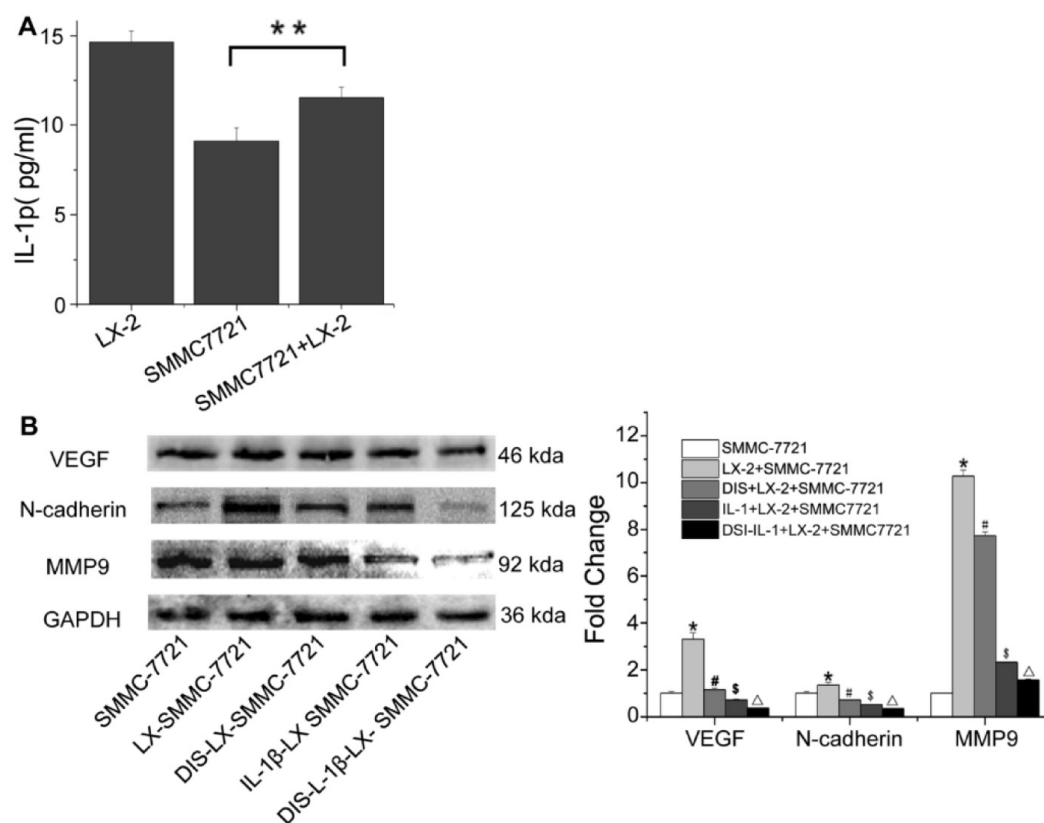 A
**
15
10
5
0
IL-1p( pg/ml)
LX-2
SMMC7721
SMMC7721+LX-2
B
VEGF
46 kda
N-cadherin
125 kda
MMP9
92 kda
GAPDH
36 kda
SMMC-7721
LX-SMMC-7721
DIS-LX-SMMC-7721
IL-1β-LX SMMC-7721
DIS-L-1β-LX- SMMC-7721
Fold Change
12
10
8
6
4
2
0
SMMC-7721
LX-2+SMMC-7721
DIS+LX-2+SMMC-7721
IL-1+LX-2+SMMC7721
DSI-IL-1+LX-2+SMMC7721
* # $ △
* # $ △
* # $ △
VEGF
N-cadherin
MMP9